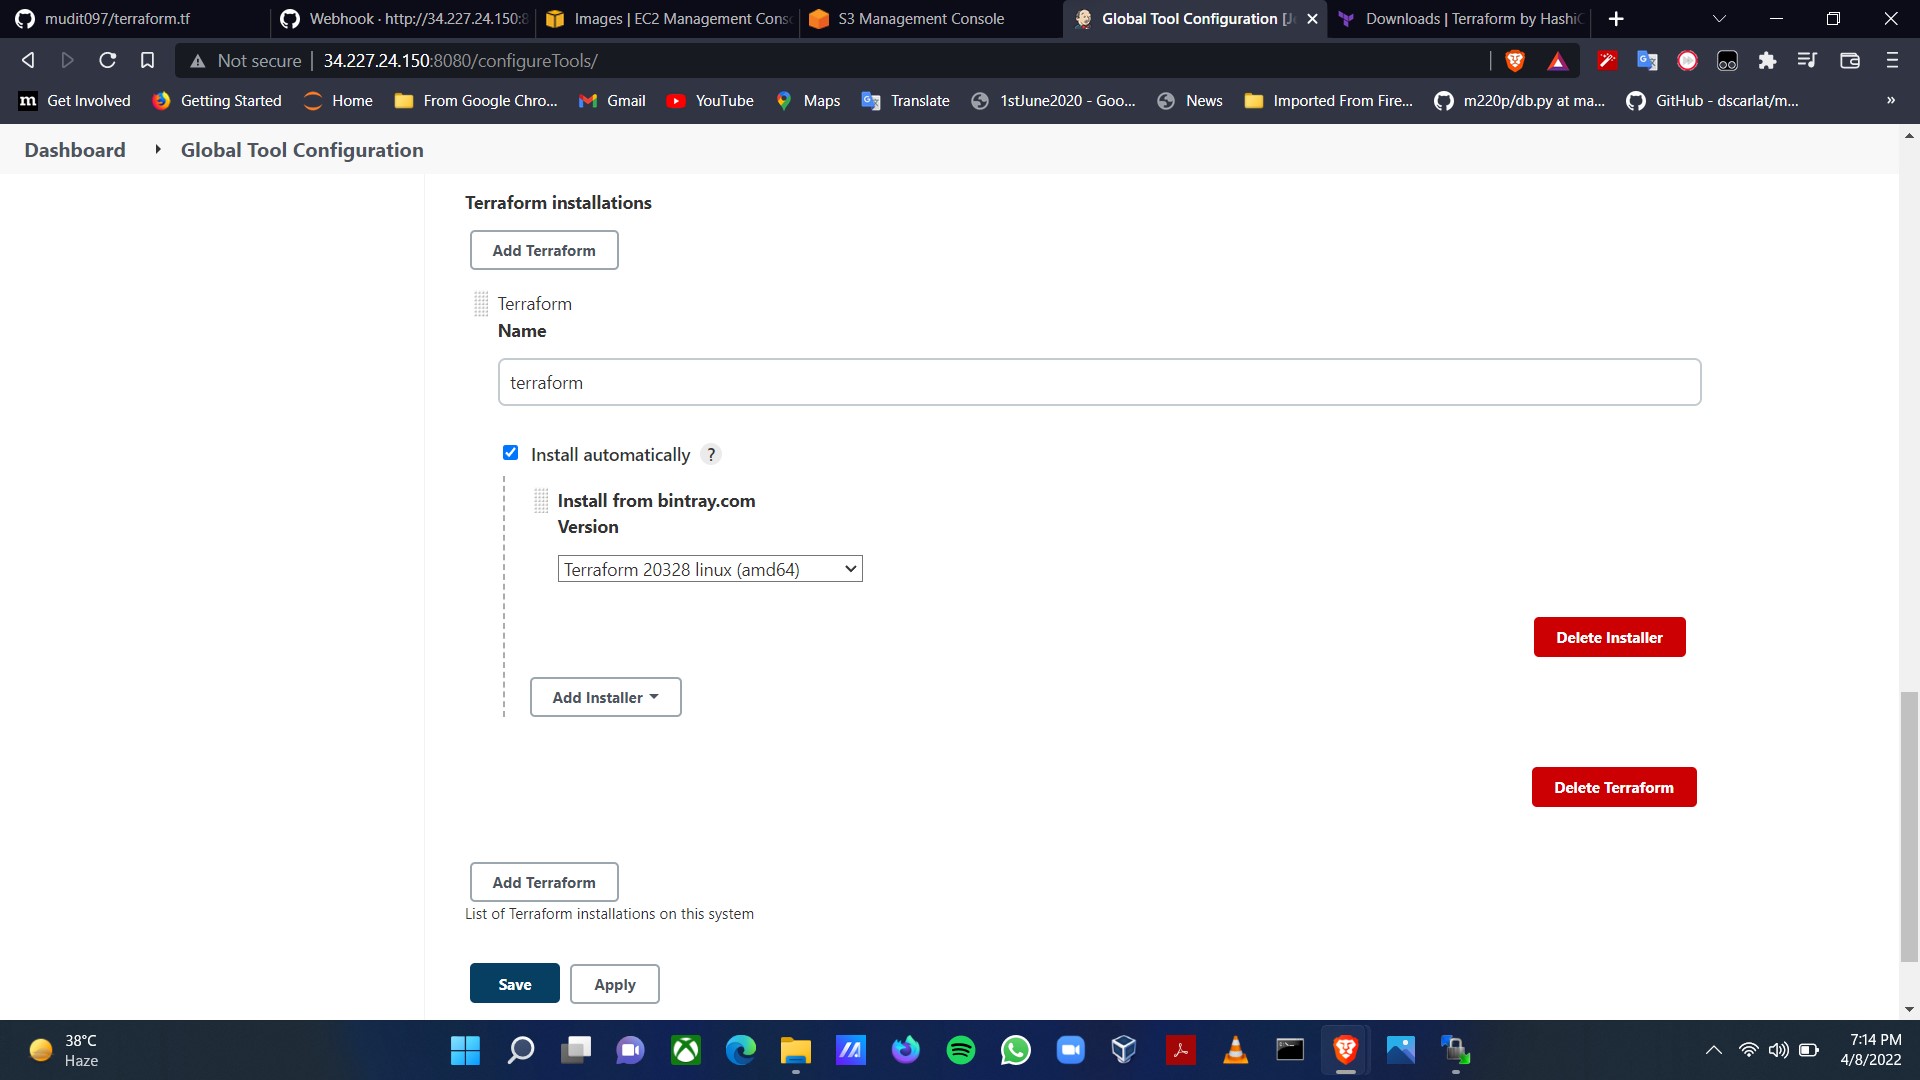 mudit097/terraform.tf
Webhook · http://34.227.24.150:8
Images | EC2 Management Conso
S3 Management Console
Global Tool Configuration [Je
Downloads | Terraform by HashiC
Not secure
34.227.24.150:8080/configureTools/
Get Involved
Getting Started
Home
From Google Chro...
Gmail
YouTube
Maps
Translate
1stJune2020 - Goo...
News
Imported From Fire...
m220p/db.py at ma...
GitHub - dscarlat/m...
»
Dashboard
Global Tool Configuration
Terraform installations
Add Terraform
Terraform
Name
terraform
Install automatically ?
Install from bintray.com
Version
Terraform 20328 linux (amd64)
Delete Installer
Add Installer
Delete Terraform
Add Terraform
List of Terraform installations on this system
Save
Apply
38°C
Haze
7:14 PM
4/8/2022